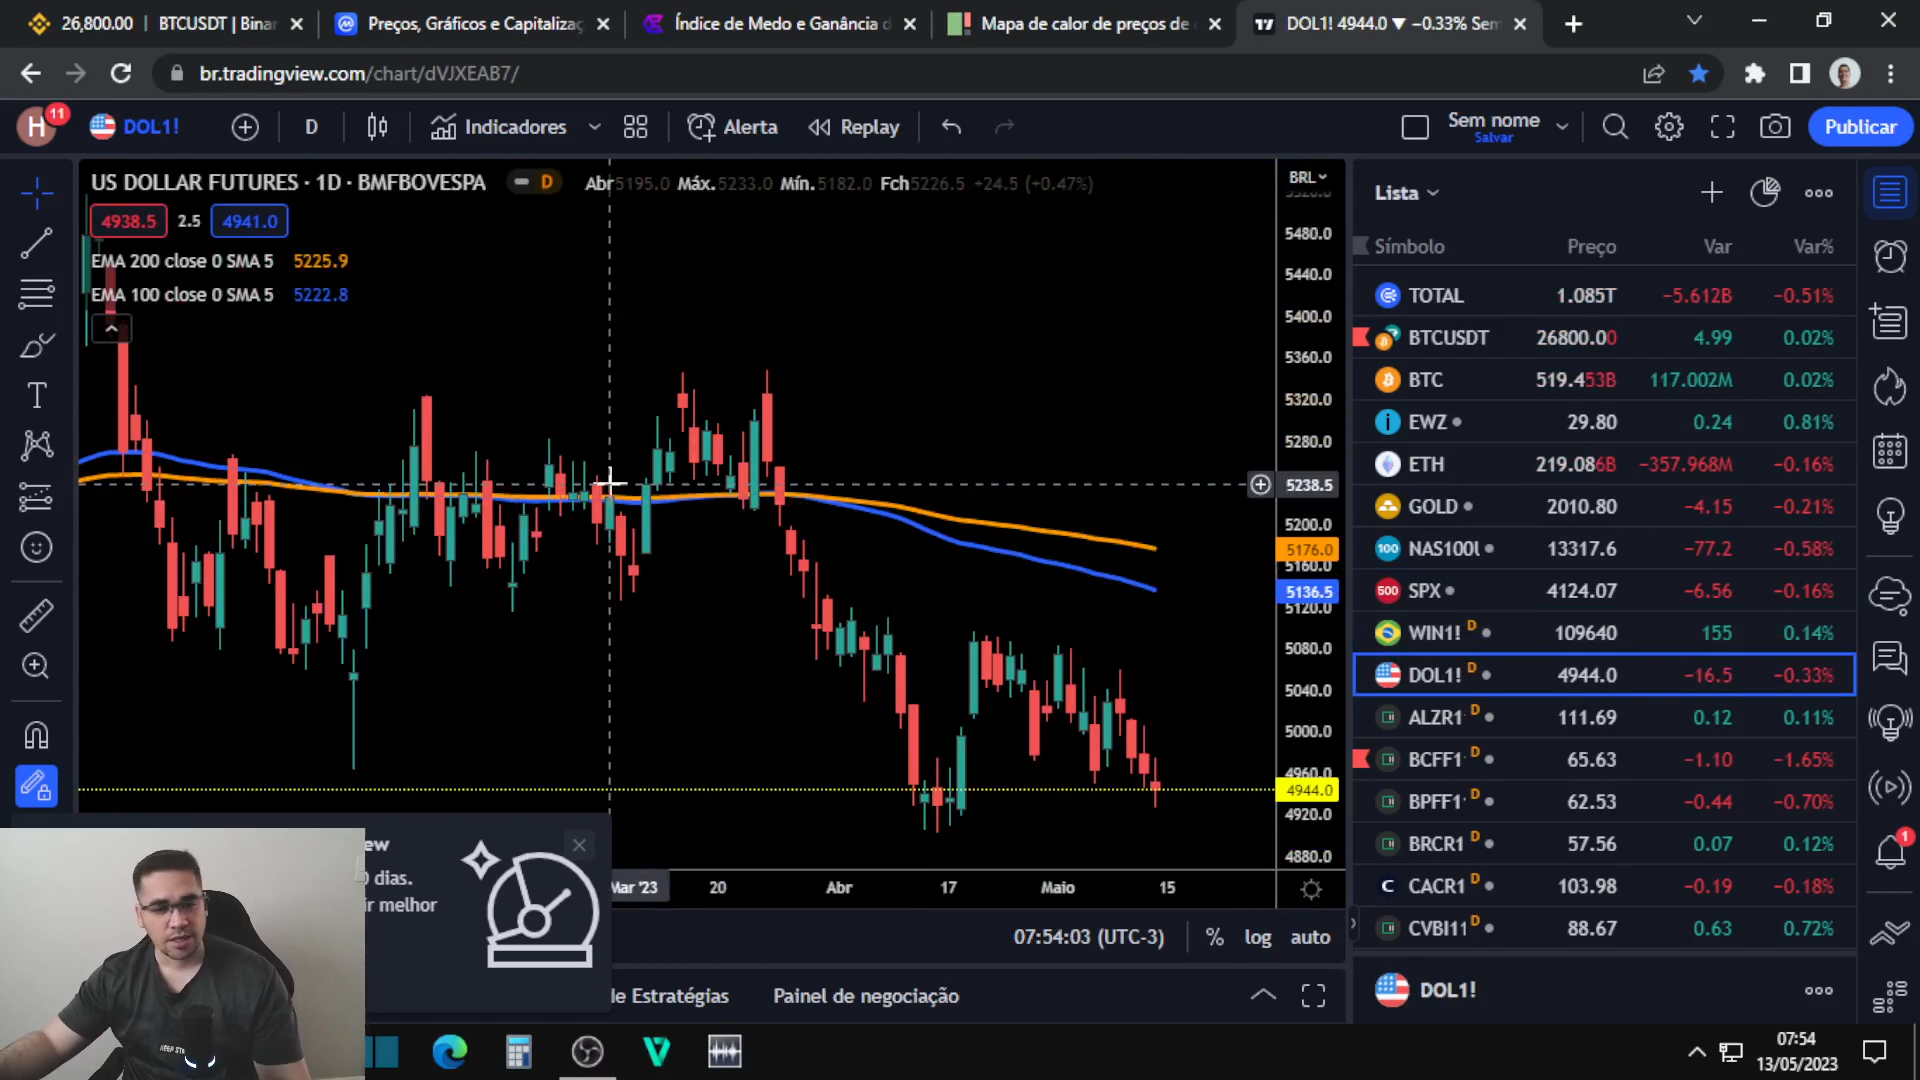 26,800.00 | BTCUSDT | Binan
Preços, Gráficos e Capitalizaç
Índice de Medo e Ganância d
Mapa de calor de preços de
DOL1! 4944.0 ▼ −0.33% Sem
br.tradingview.com/chart/dVJXEAB7/
H 11
DOL1!
D
Indicadores
Alerta
Replay
Sem nome
Salvar
Publicar
US DOLLAR FUTURES · 1D · BMFBOVESPA
D
Abr5195.0 Máx.5233.0 Mín.5182.0 Fch5226.5 +24.5 (+0.47%)
BRL
4938.5 2.5 4941.0
EMA 200 close 0 SMA 5 5225.9
EMA 100 close 0 SMA 5 5222.8
5320.0
5480.0
5440.0
5400.0
5360.0
5320.0
5280.0
5238.5
5200.0
5176.0
5160.0
5136.5
5120.0
5080.0
5040.0
5000.0
4960.0
4944.0
4920.0
4880.0
Mar '23 20 Abr 17 Maio 15
07:54:03 (UTC-3) % log auto
ew
0 dias.
ir melhor
de Estratégias Painel de negociação
Lista
Símbolo Preço Var Var%
TOTAL 1.085T −5.612B −0.51%
BTCUSDT 26800.00 4.99 0.02%
BTC 519.453B 117.002M 0.02%
EWZ 29.80 0.24 0.81%
ETH 219.086B −357.968M −0.16%
GOLD 2010.80 −4.15 −0.21%
100 NAS100 13317.6 −77.2 −0.58%
500 SPX 4124.07 −6.56 −0.16%
WIN1! D 109640 155 0.14%
DOL1! D 4944.0 −16.5 −0.33%
ALZR1 D 111.69 0.12 0.11%
BCFF1 D 65.63 −1.10 −1.65%
BPFF1 D 62.53 −0.44 −0.70%
BRCR1 D 57.56 0.07 0.12%
CACR1 D 103.98 −0.19 −0.18%
CVBI11 D 88.67 0.63 0.72%
DOL1!
1
07:54
13/05/2023